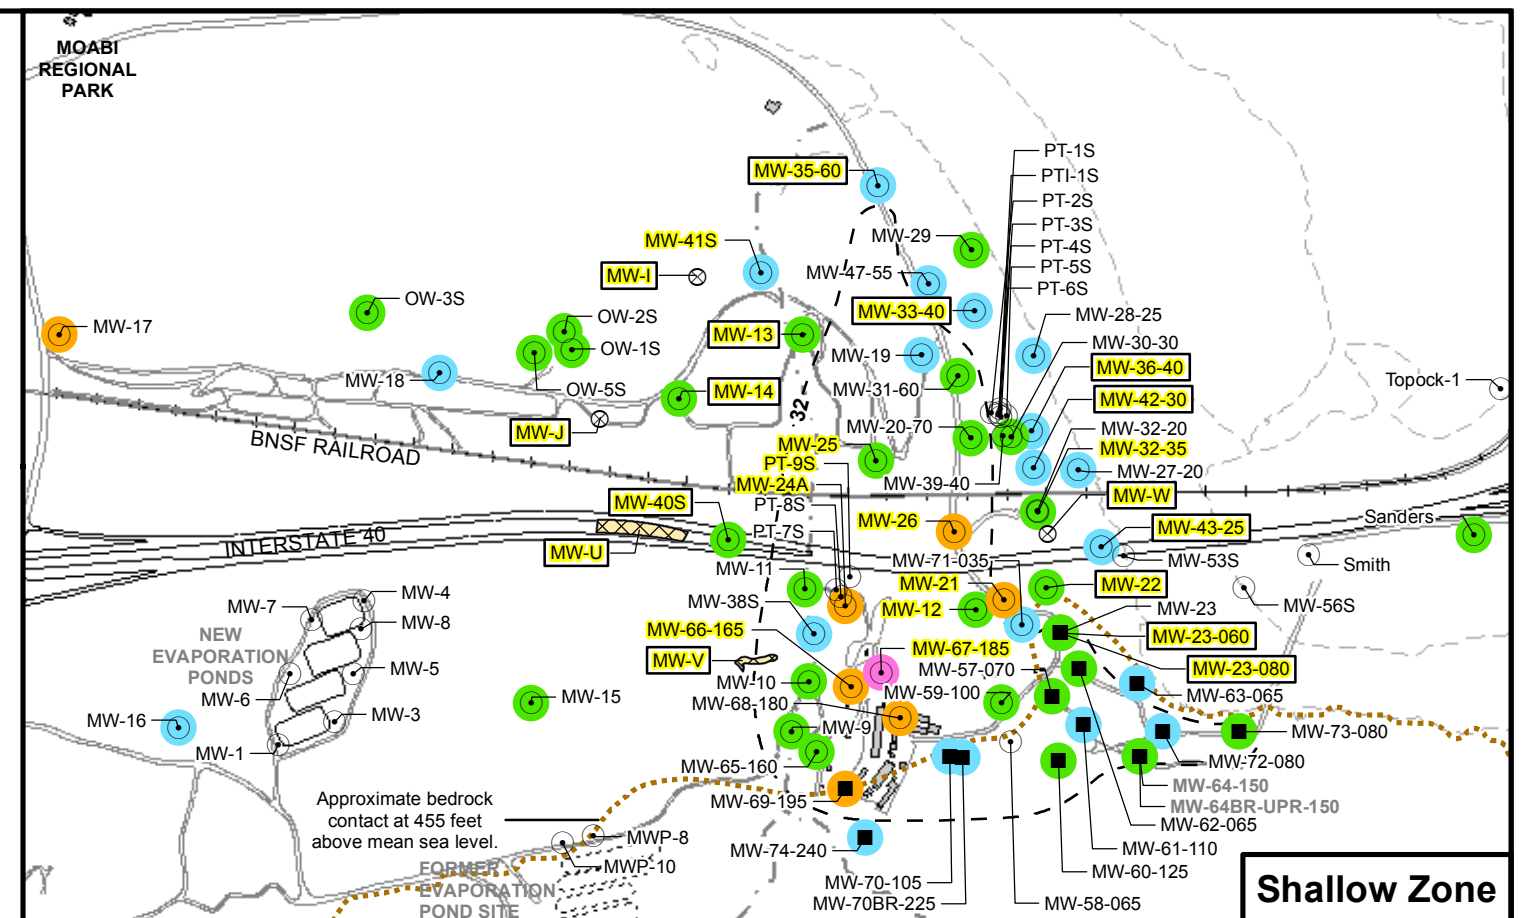 MOABI
REGIONAL
PARK
PT-1S
MW-35-60
PTI-1S
PT-2S
PT-3S
MW-29
MW-41S
PT-4S
PT-5S
MW-I
MW-47-55
PT-6S
OW-3S
MW-33-40
MW-28-25
OW-2S
MW-17
MW-13
MW-30-30
OW-1S
MW-19
MW-36-40
MW-18
OW-5S
MW-31-60
Topock-1
MW-14
MW-42-30
32
MW-J
MW-20-70
MW-32-20
BNSF RAILROAD
MW-25
MW-32-35
PT-9S
MW-27-20
MW-24A
MW-39-40
MW-W
MW-40S
PT-8S
MW-26
Sanders
PT-7S
MW-43-25
INTERSTATE 40
MW-U
MW-71-035
MW-53S
Smith
MW-11
MW-21
MW-22
MW-4
MW-7
MW-38S
MW-12
MW-23
MW-56S
MW-8
NEW
EVAPORATION
PONDS
MW-66-165
MW-23-060
MW-67-185
MW-V
MW-5
MW-57-070
MW-23-080
MW-10
MW-6
MW-15
MW-59-100
MW-63-065
MW-68-180
MW-3
MW-16
MW-9
MW-73-080
MW-1
MW-65-160
MW-72-080
MW-64-150
MW-69-195
MW-64BR-UPR-150
Approximate bedrock
contact at 455 feet
above mean sea level.
MW-62-065
MWP-8
MW-74-240
MW-61-110
MWP-10
MW-60-125
FORMER
EVAPORATION
POND SITE
MW-70-105
MW-70BR-225
MW-58-065
Shallow Zone